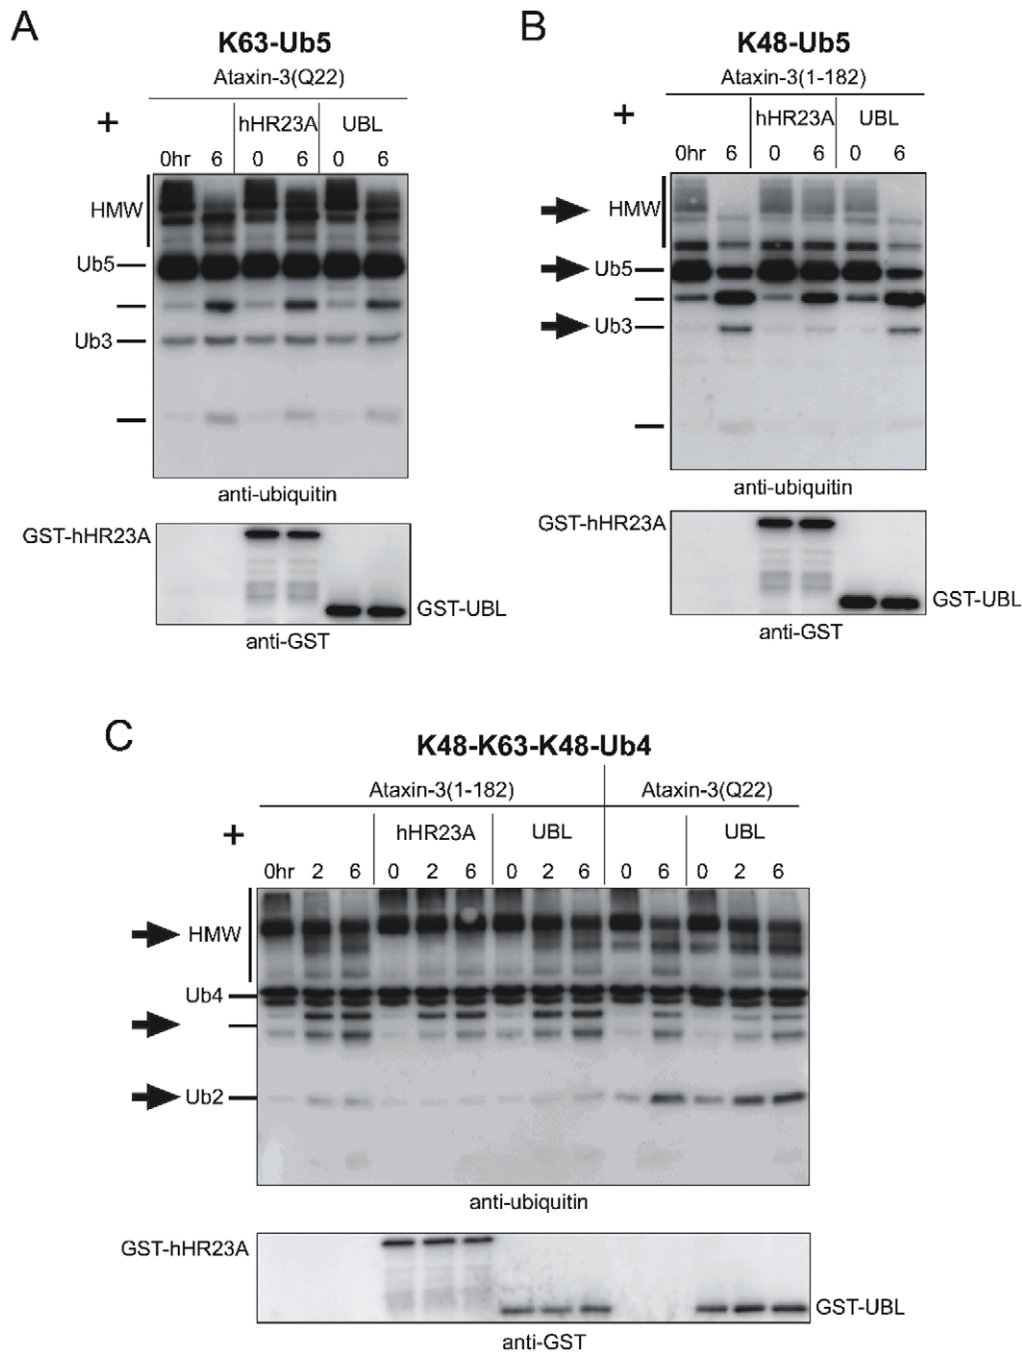 A
K63-Ub5
Ataxin-3(Q22)
+
hHR23A UBL
0hr 6 0 6 0 6
HMW
Ub5
Ub3
anti-ubiquitin
GST-hHR23A
GST-UBL
anti-GST
B
K48-Ub5
Ataxin-3(1-182)
+
hHR23A UBL
0hr 6 0 6 0 6
HMW
Ub5
Ub3
anti-ubiquitin
GST-hHR23A
GST-UBL
anti-GST
C
K48-K63-K48-Ub4
Ataxin-3(1-182) Ataxin-3(Q22)
+
hHR23A UBL UBL
0hr 2 6 0 2 6 0 2 6 0 6 0 2 6
HMW
Ub4
Ub2
anti-ubiquitin
GST-hHR23A
GST-UBL
anti-GST